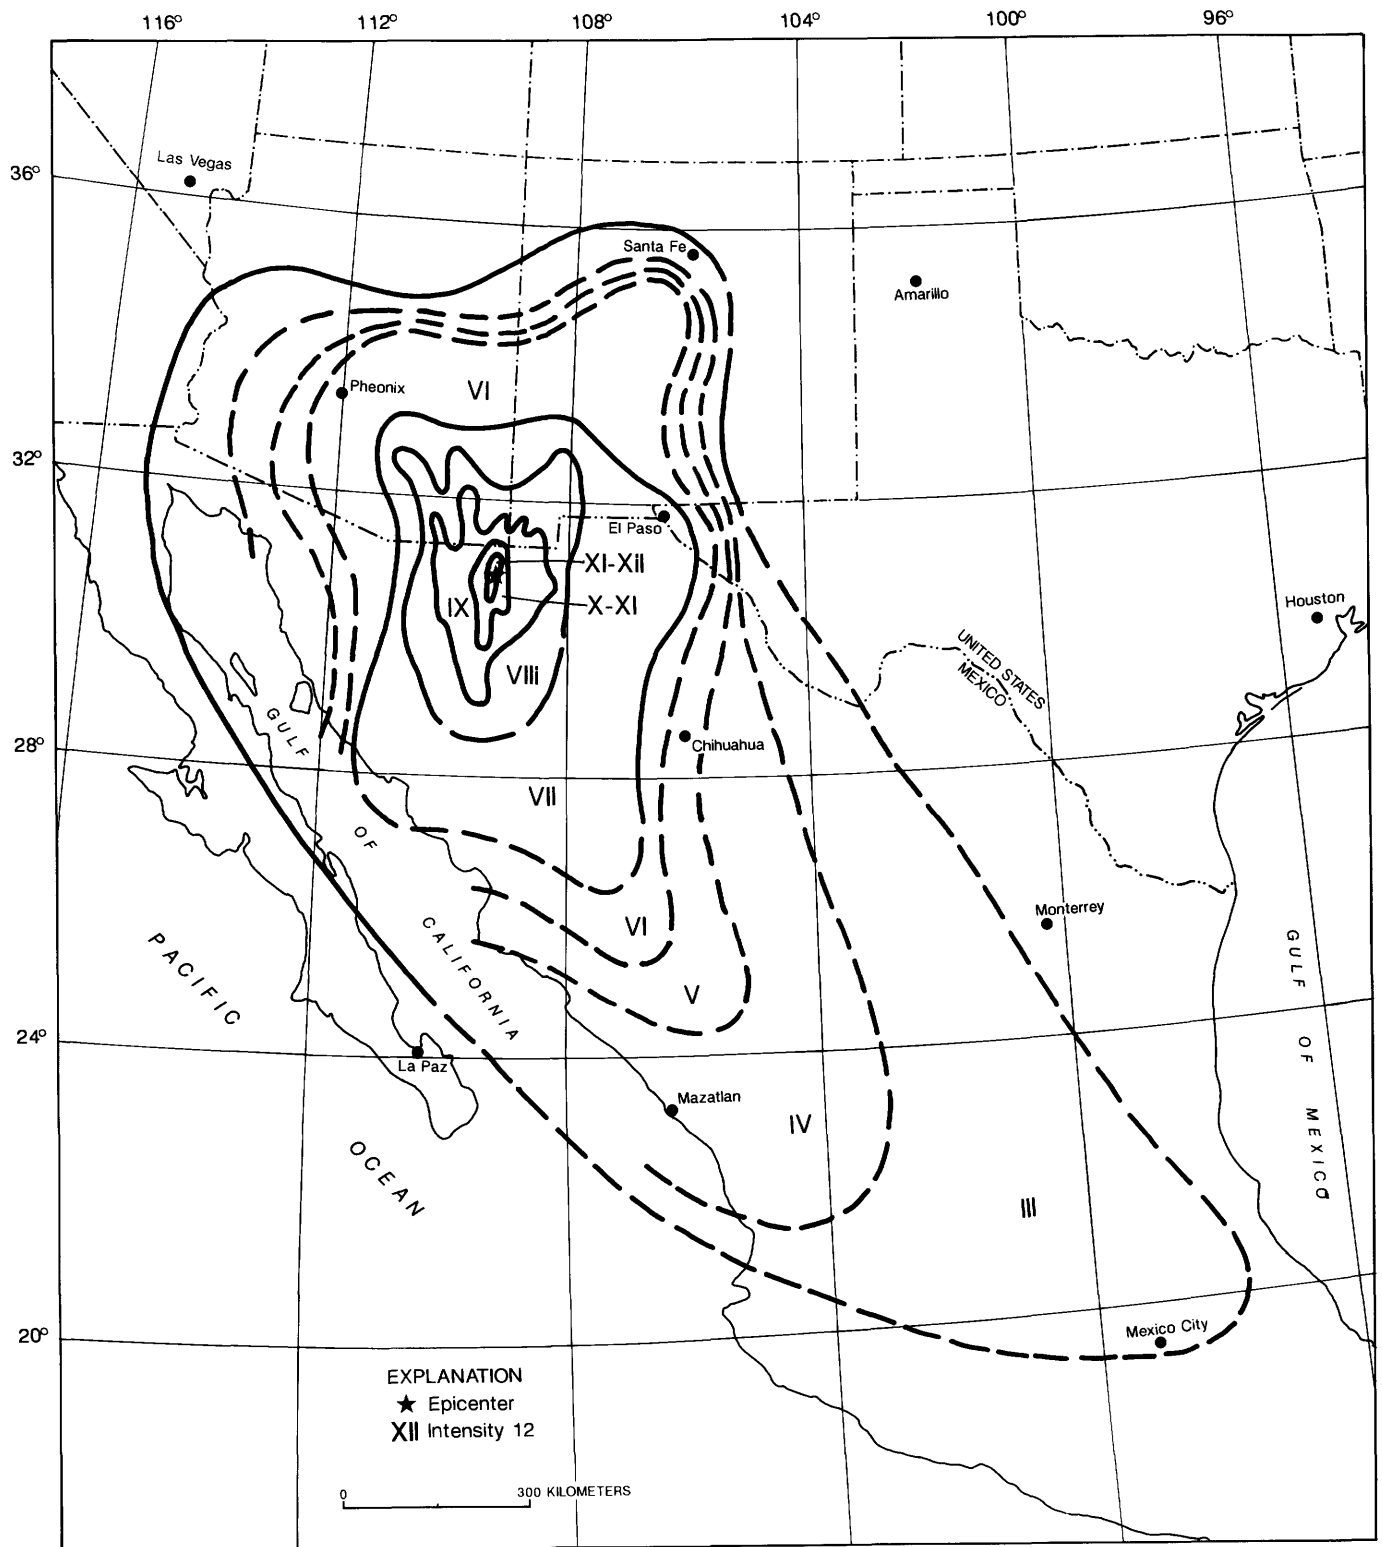 116° 112° 108° 104° 100° 96°
Las Vegas
36°
Santa Fe
Amarillo
Pheonix
VI
32°
El Paso
XI-XII
X-XI
IX
Houston
UNITED STATES
MEXICO
VIII
GULF
28°
Chihuahua
VII
OF
Monterrey
VI
CALIFORNIA
PACIFIC
GULF
V
24°
OF
La Paz
Mazatlan
IV
MEXICO
OCEAN
III
20°
Mexico City
EXPLANATION
★ Epicenter
XII Intensity 12
0 300 KILOMETERS